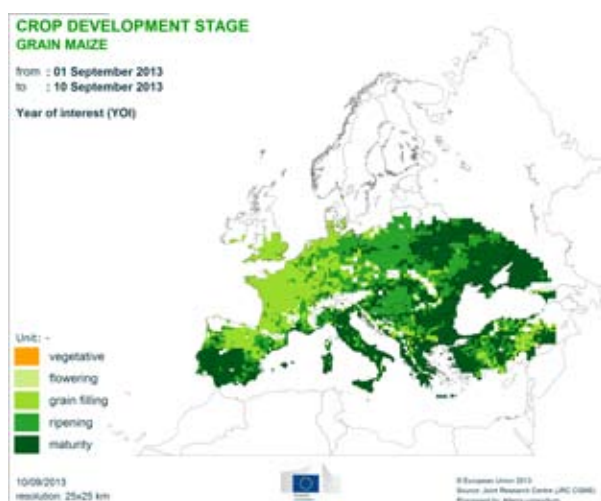 CROP DEVELOPMENT STAGE
GRAIN MAIZE
from : 01 September 2013
to : 10 September 2013
Year of interest (YOI)
Unit: -
vegetative
flowering
grain filling
ripening
maturity
10/09/2013
resolution: 25x25 km
© European Union 2013
Source: Joint Research Centre (JRC